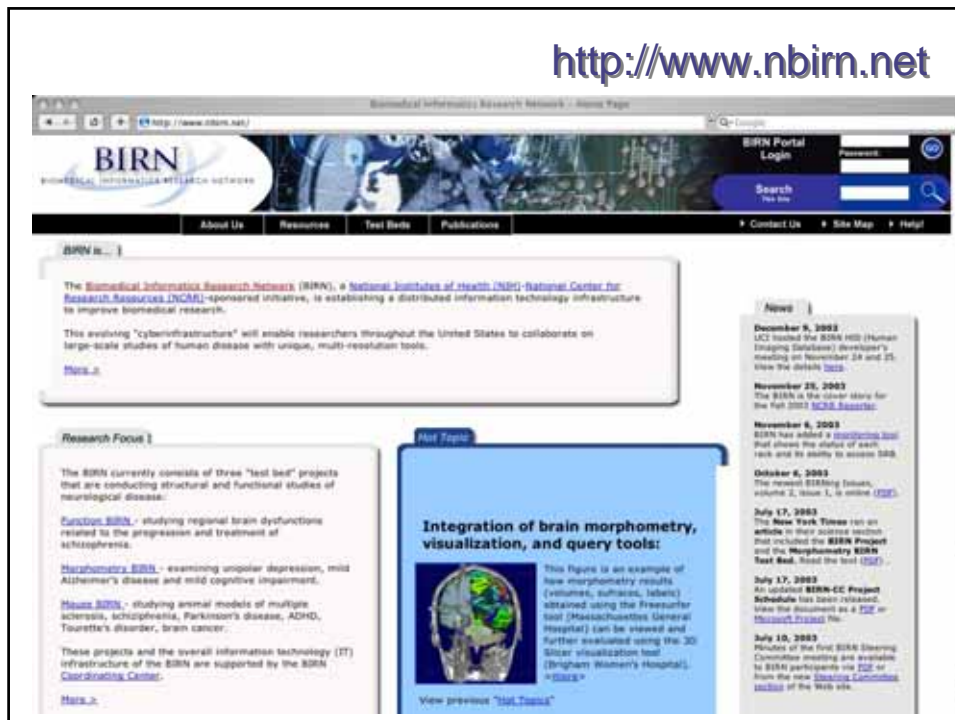 http://www.nbirn.net
Biomedical Informatics Research Network - Home Page
http://www.nbirn.net/
Google
BIRN
BIOMEDICAL INFORMATICS RESEARCH NETWORK
BIRN Portal
Login
Password:
GO
Search
This Site
About Us
Resources
Test Beds
Publications
Contact Us
Site Map
Help!
BIRN is...
The Biomedical Informatics Research Network (BIRN), a National Institutes of Health (NIH)-National Center for
Research Resources (NCRR)-sponsored initiative, is establishing a distributed information technology infrastructure
to improve biomedical research.
This evolving "cyberinfrastructure" will enable researchers throughout the United States to collaborate on
large-scale studies of human disease with unique, multi-resolution tools.
More >
Research Focus
The BIRN currently consists of three "test bed" projects
that are conducting structural and functional studies of
neurological disease:
Function BIRN - studying regional brain dysfunctions
related to the progression and treatment of
schizophrenia.
Morphometry BIRN - examining unipolar depression, mild
Alzheimer's disease and mild cognitive impairment.
Mouse BIRN - studying animal models of multiple
sclerosis, schizophrenia, Parkinson's disease, ADHD,
Tourette's disorder, brain cancer.
These projects and the overall information technology (IT)
infrastructure of the BIRN are supported by the BIRN
Coordinating Center.
More >
Hot Topic
Integration of brain morphometry,
visualization, and query tools:
This figure is an example of
how morphometry results
(volumes, sufraces, labels)
obtained using the Freesurfer
tool (Massachusettes General
Hospital) can be viewed and
further evaluated using the 3D
Slicer visualization tool
(Brigham Women's Hospital).
<more>
View previous "Hot Topics"
News
December 9, 2003
UCI hosted the BIRN HID (Human
Imaging Database) developer's
meeting on November 24 and 25.
View the details here.
November 25, 2003
The BIRN is the cover story for
the Fall 2003 NCRR Reporter.
November 6, 2003
BIRN has added a monitoring tool
that shows the status of each
rack and its ability to access SRB.
October 6, 2003
The newest BIRNing Issues,
volume 2, issue 1, is online (PDF).
July 17, 2003
The New York Times ran an
article in their science section
that included the BIRN Project
and the Morphometry BIRN
Test Bed. Read the text (PDF).
July 17, 2003
An updated BIRN-CC Project
Schedule has been released.
View the document as a PDF or
Microsoft Project file.
July 10, 2003
Minutes of the first BIRN Steering
Committee meeting are available
to BIRN participants via PDF or
from the new Steering Committee
section of the Web site.